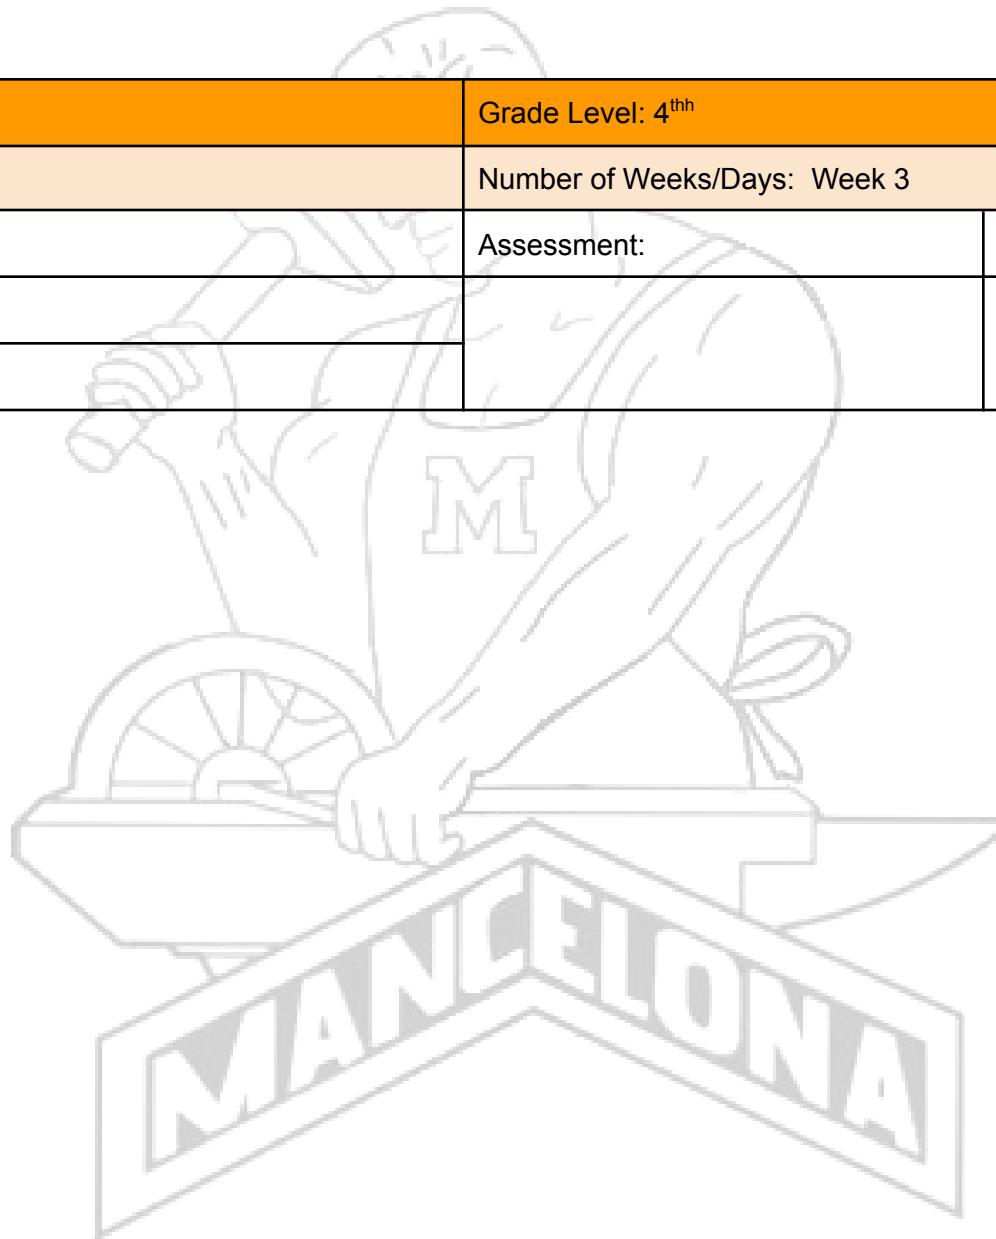 Grade Level: 4thh
Number of Weeks/Days: Week 3
Assessment:
M
MANCELONA